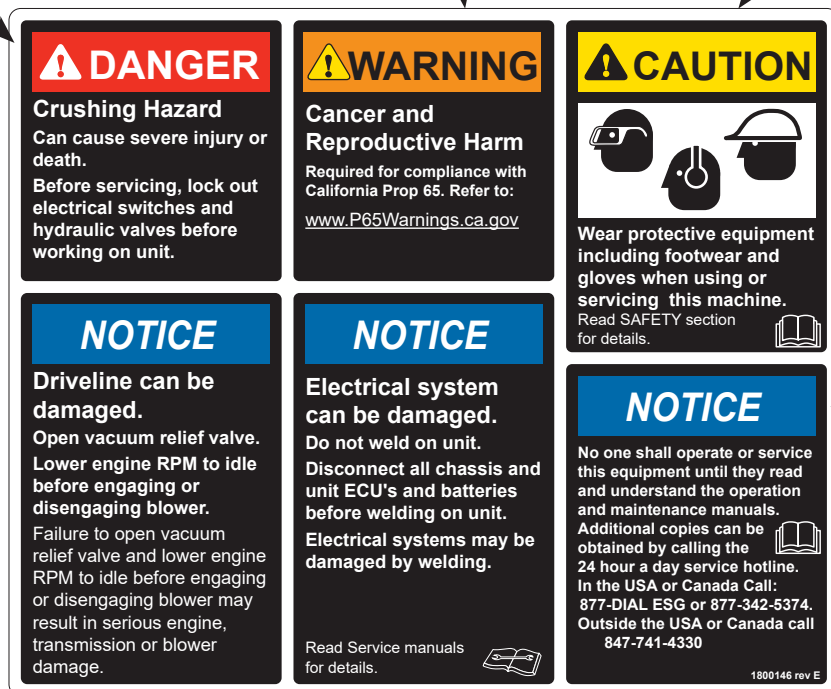 DANGER
Crushing Hazard
Can cause severe injury or
death.
Before servicing, lock out
electrical switches and
hydraulic valves before
working on unit.
WARNING
Cancer and
Reproductive Harm
Required for compliance with
California Prop 65. Refer to:
www.P65Warnings.ca.gov
CAUTION
Wear protective equipment
including footwear and
gloves when using or
servicing this machine.
Read SAFETY section
for details.
NOTICE
Driveline can be
damaged.
Open vacuum relief valve.
Lower engine RPM to idle
before engaging or
disengaging blower.
Failure to open vacuum
relief valve and lower engine
RPM to idle before engaging
or disengaging blower may
result in serious engine,
transmission or blower
damage.
NOTICE
Electrical system
can be damaged.
Do not weld on unit.
Disconnect all chassis and
unit ECU's and batteries
before welding on unit.
Electrical systems may be
damaged by welding.
Read Service manuals
for details.
NOTICE
No one shall operate or service
this equipment until they read
and understand the operation
and maintenance manuals.
Additional copies can be
obtained by calling the
24 hour a day service hotline.
In the USA or Canada Call:
877-DIAL ESG or 877-342-5374.
Outside the USA or Canada call
847-741-4330
1800146 rev E